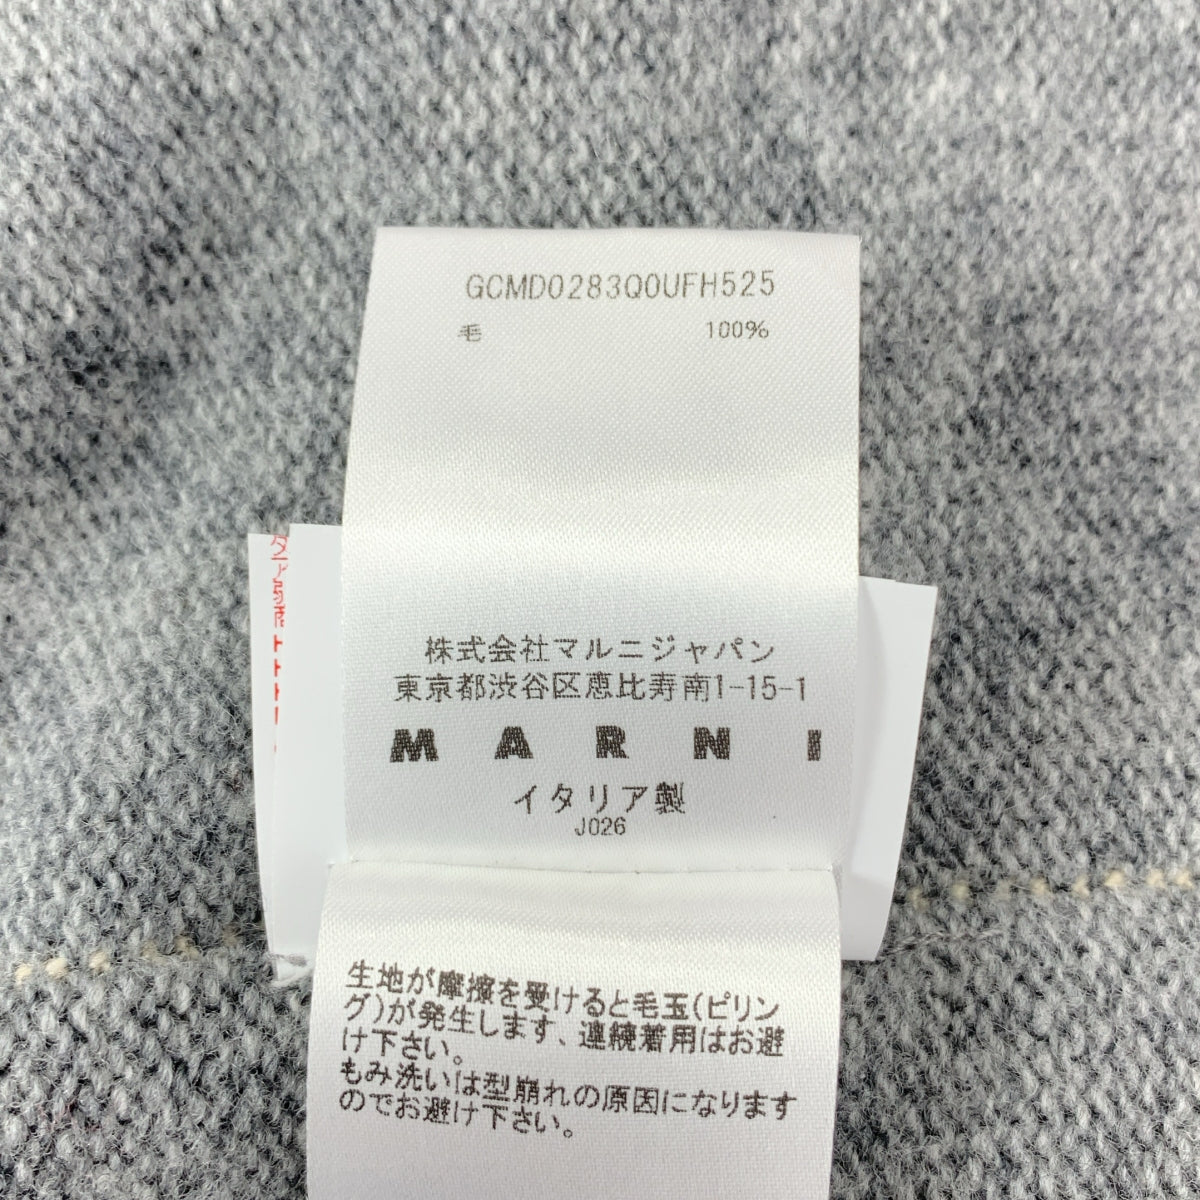 GCMD0283Q0UFH525
毛 100%
株式会社マルニジャパン
東京都渋谷区恵比寿南1-15-1
MARNI
イタリア製
J026
生地が摩擦を受けると毛玉(ピリン
グ)が発生します、連続着用はお避
け下さい。
もみ洗いは型崩れの原因になります
のでお避け下さい。